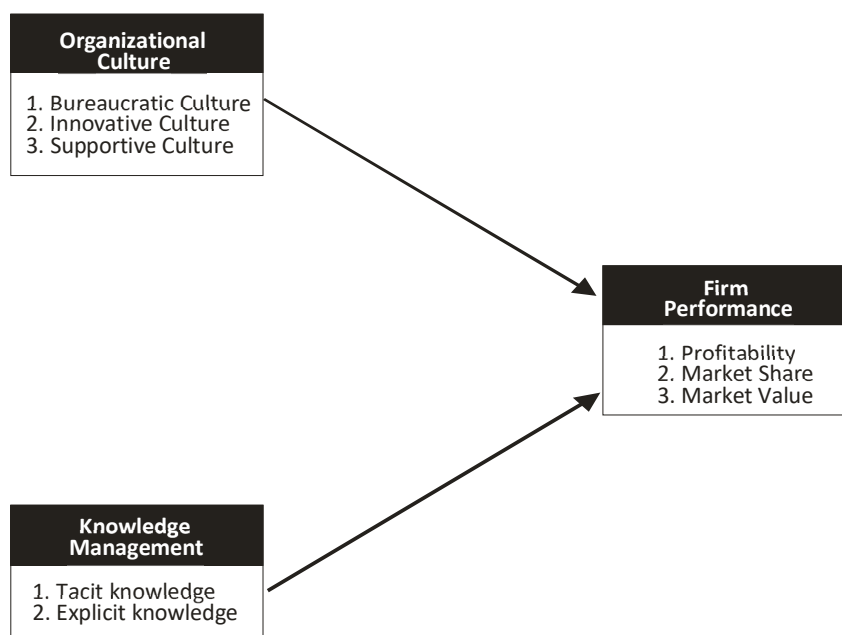 Organizational
Culture
1. Bureaucratic Culture
2. Innovative Culture
3. Supportive Culture
Firm
Performance
1. Profitability
2. Market Share
3. Market Value
Knowledge
Management
1. Tacit knowledge
2. Explicit knowledge